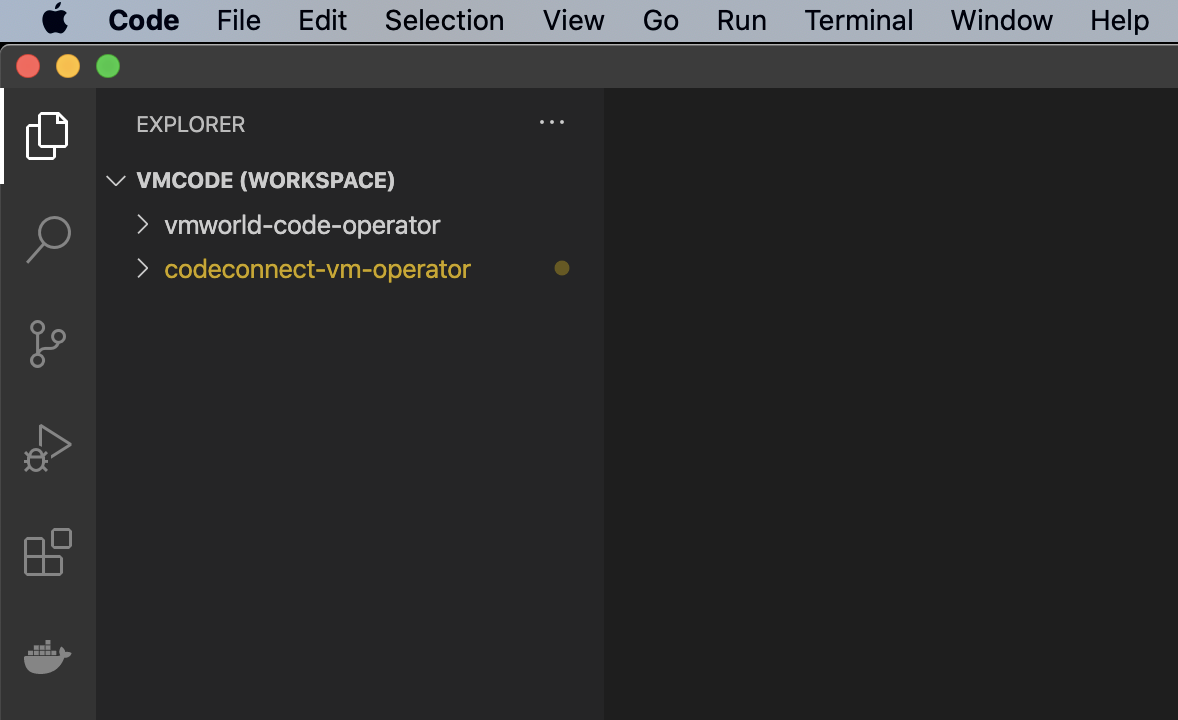 Code File Edit Selection View Go Run Terminal Window Help
EXPLORER
VMCODE (WORKSPACE)
vmworld-code-operator
codeconnect-vm-operator